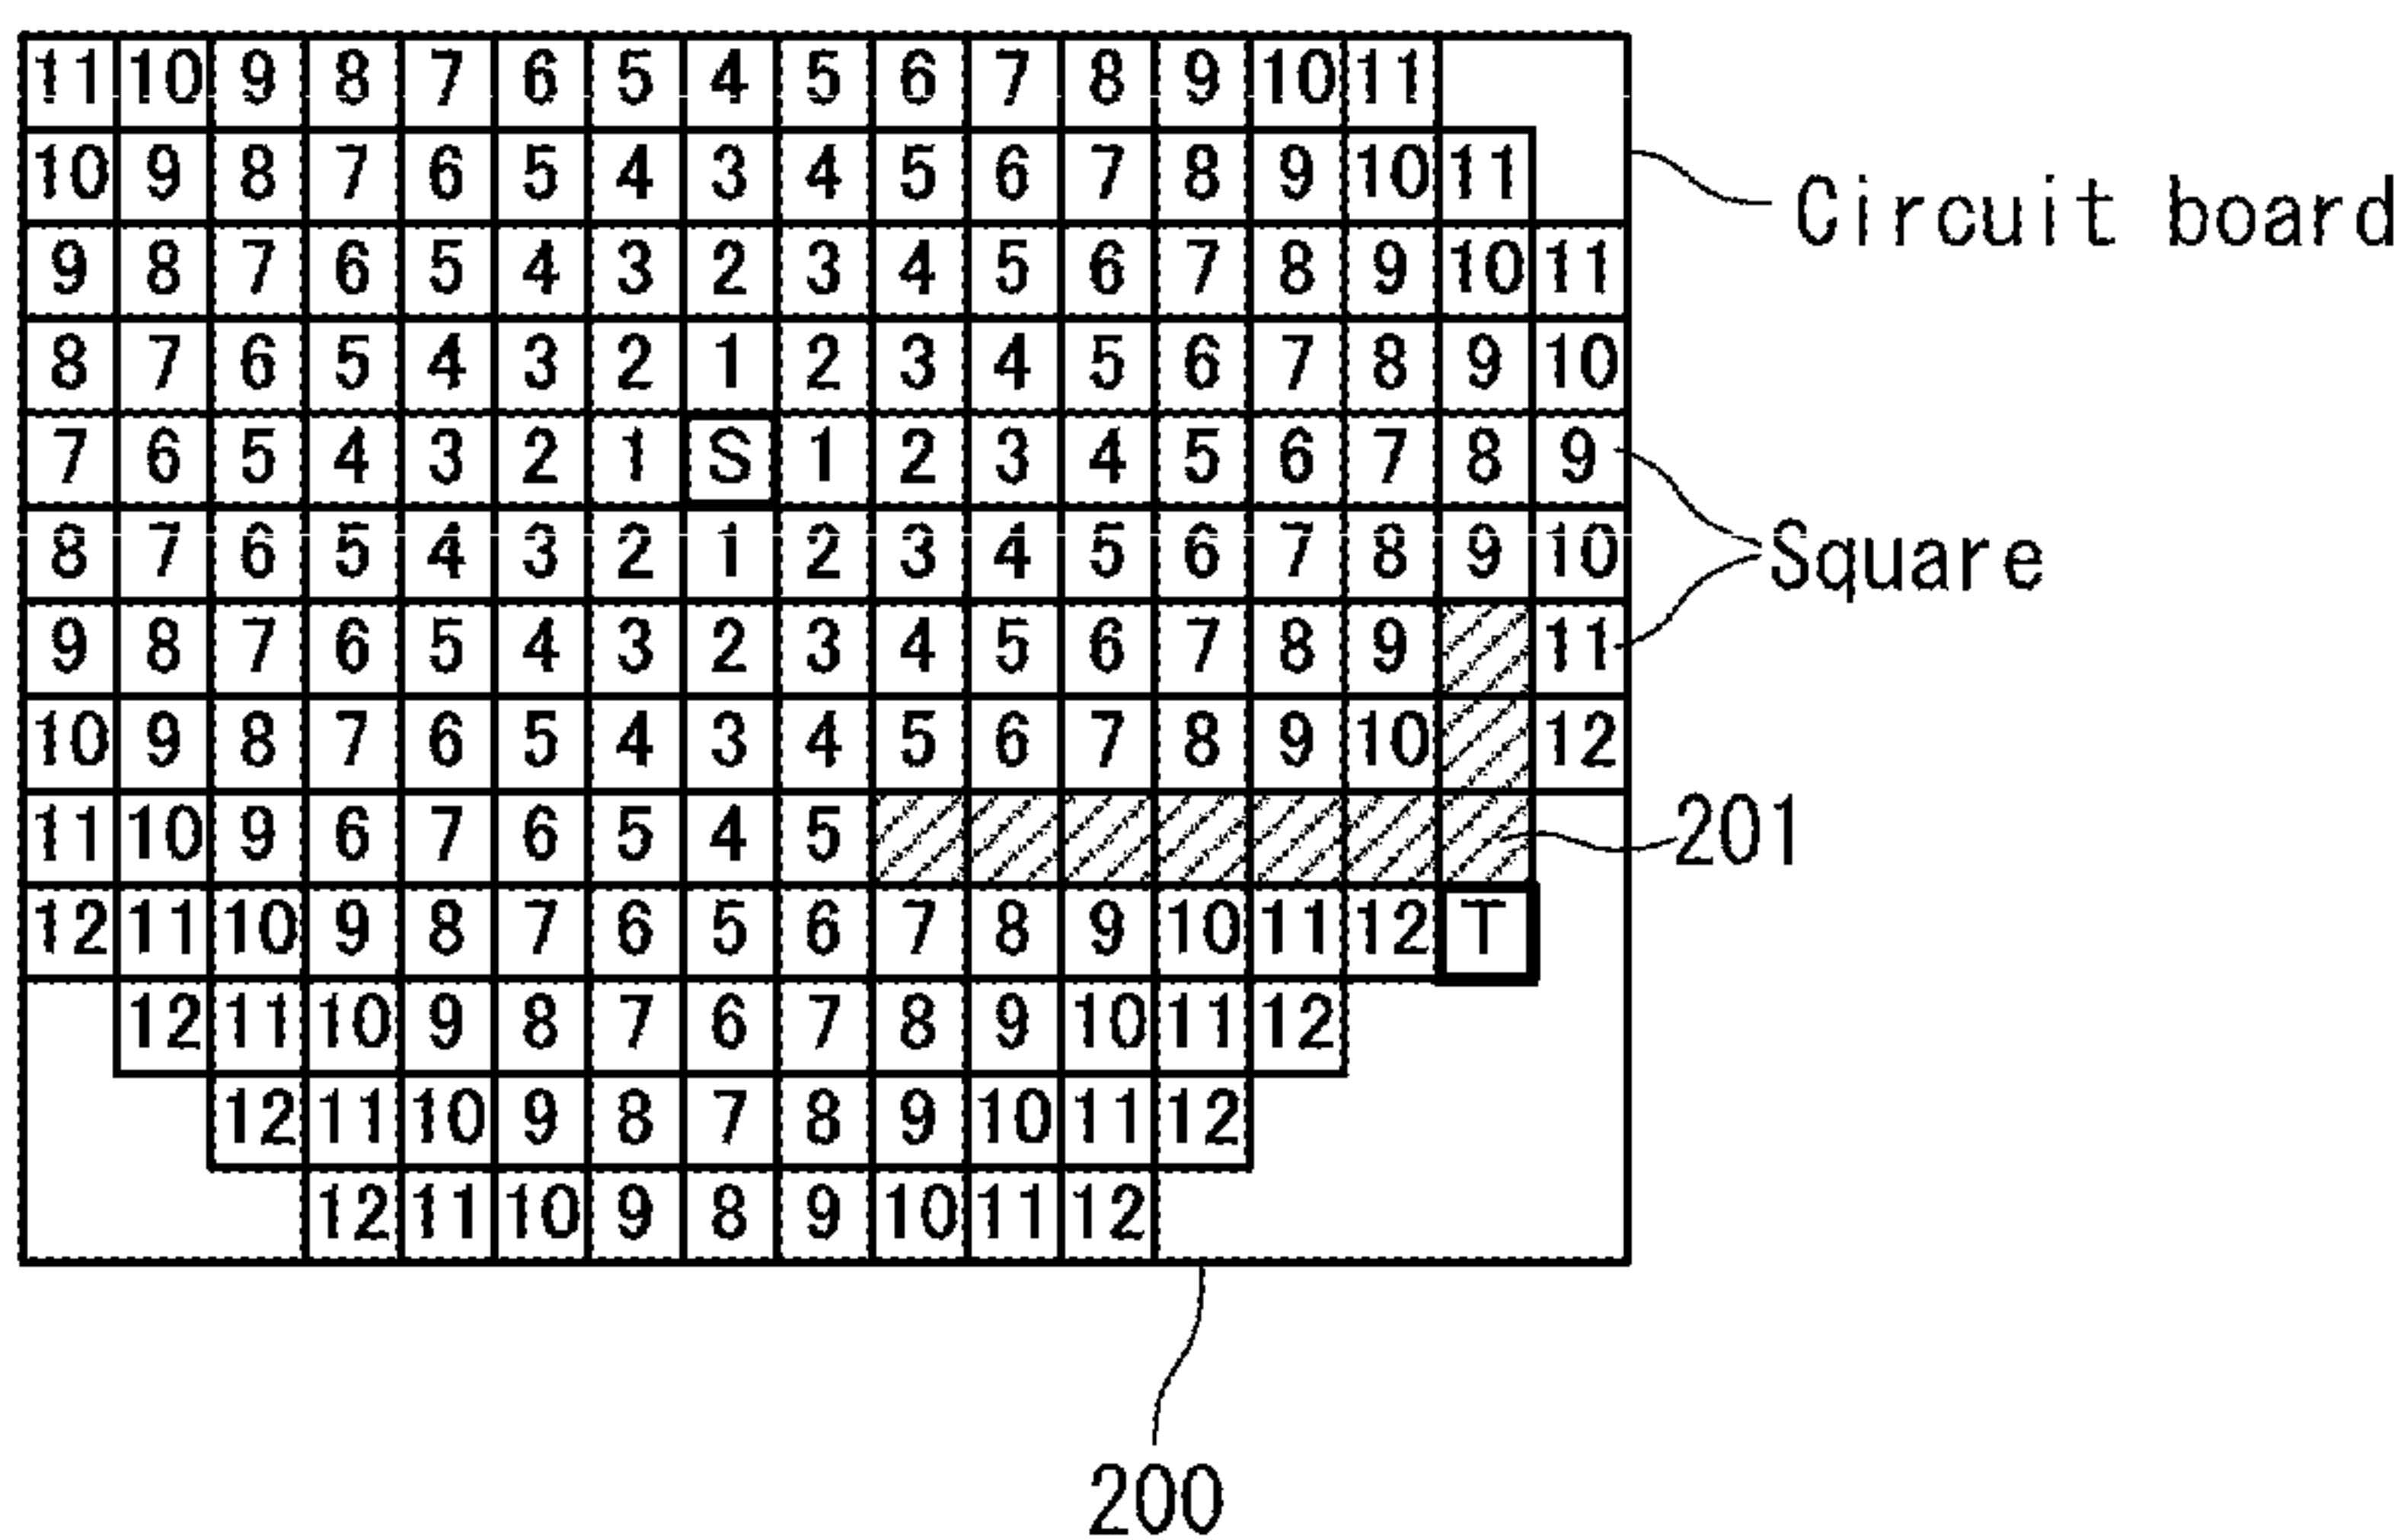 11 10 9 8 7 6 5 4 5 6 7 8 9 10 11
10 9 8 7 6 5 4 3 4 5 6 7 8 9 10 11
Circuit board
9 8 7 6 5 4 3 2 3 4 5 6 7 8 9 10 11
8 7 6 5 4 3 2 1 2 3 4 5 6 7 8 9 10
7 6 5 4 3 2 1 S 1 2 3 4 5 6 7 8 9
8 7 6 5 4 3 2 1 2 3 4 5 6 7 8 9 10
Square
9 8 7 6 5 4 3 2 3 4 5 6 7 8 9 11
10 9 8 7 6 5 4 3 4 5 6 7 8 9 10 12
11 10 9 6 7 6 5 4 5
201
12 11 10 9 8 7 6 5 6 7 8 9 10 11 12 T
12 11 10 9 8 7 6 7 8 9 10 11 12
12 11 10 9 8 7 8 9 10 11 12
12 11 10 9 8 9 10 11 12
200